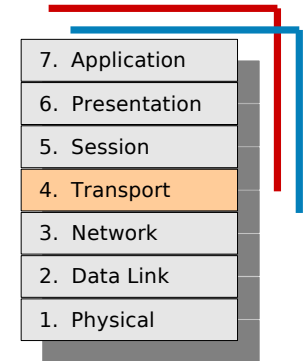 7. Application
6. Presentation
5. Session
4. Transport
3. Network
2. Data Link
1. Physical